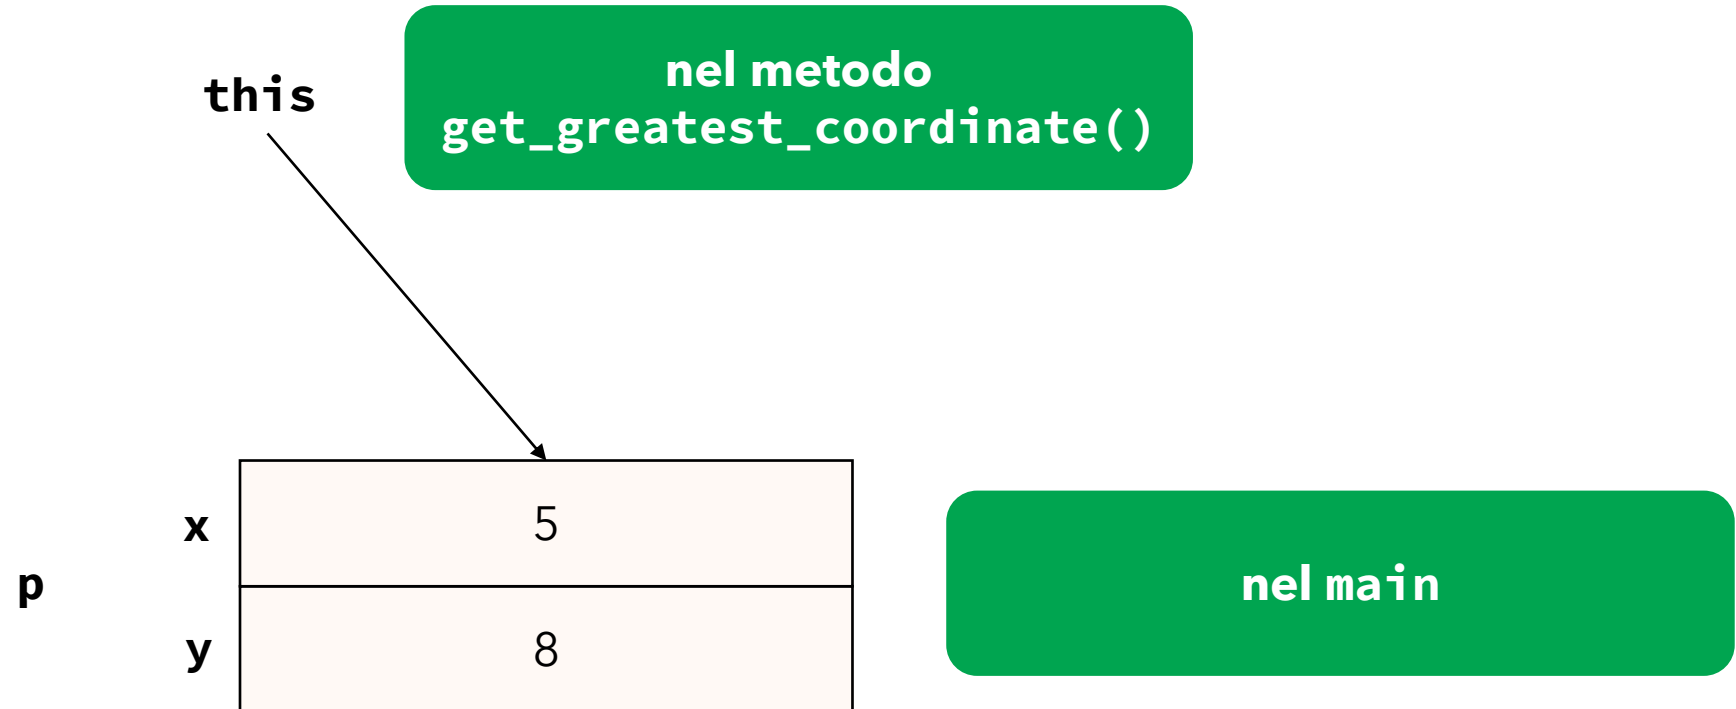 this
nel metodo
get_greatest_coordinate()
x
5
p
nel main
y
8